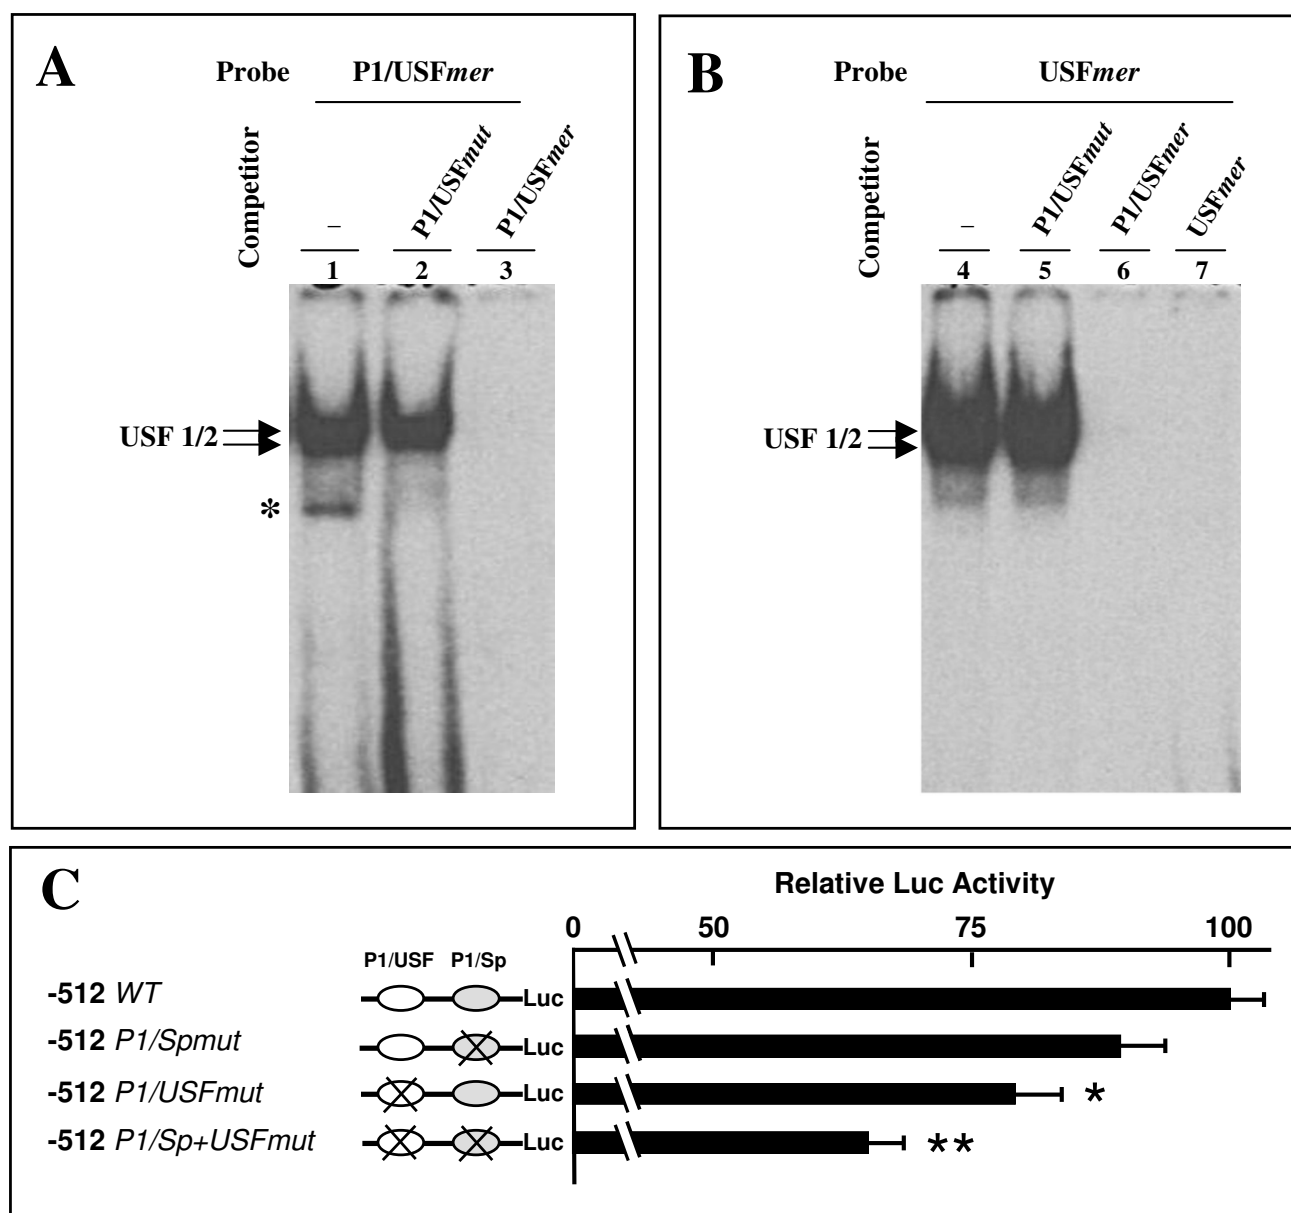 A
Probe P1/USFmer
Competitor
– P1/USFmut P1/USFmer
1 2 3
USF 1/2
*
B
Probe USFmer
Competitor
– P1/USFmut P1/USFmer USFmer
4 5 6 7
USF 1/2
C
Relative Luc Activity
0 50 75 100
P1/USF P1/Sp
-512 WT Luc
-512 P1/Spmut Luc
-512 P1/USFmut Luc *
-512 P1/Sp+USFmut Luc **